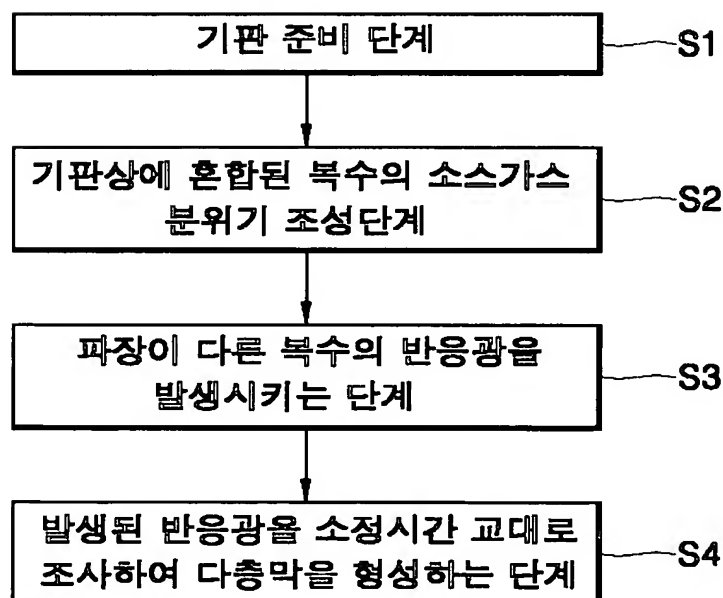 기판 준비 단계
S1
기판상에 혼합된 복수의 소스가스
분위기 조성단계
S2
파장이 다른 복수의 반응광을
발생시키는 단계
S3
발생된 반응광을 소정시간 교대로
조사하여 다층막을 형성하는 단계
S4